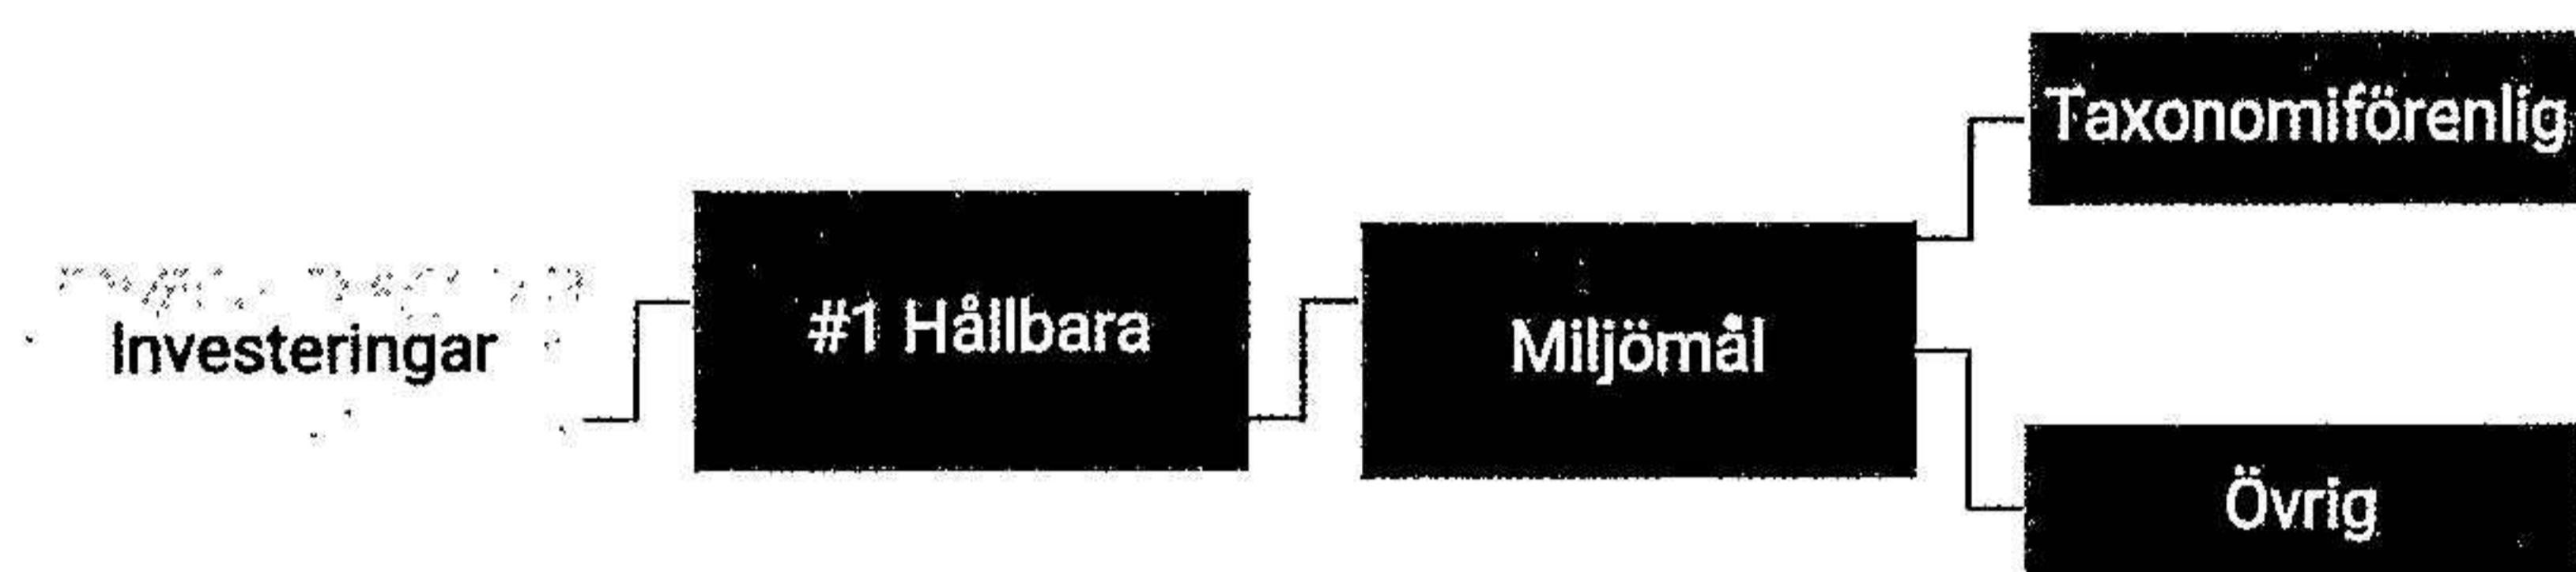 Taxonomiförenlig
#1 Hållbara
Investeringar
Miljömål
Övrig